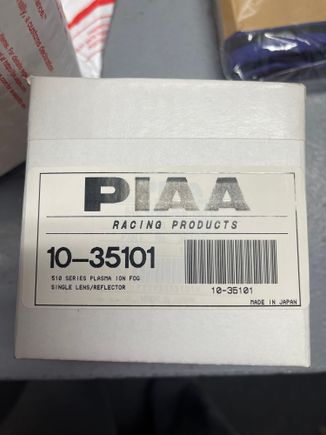 PIAA
RACING PRODUCTS
10-35101
510 SERIES PLASMA ION FOG
SINGLE LENS/REFLECTOR
10-35101
MADE IN JAPAN